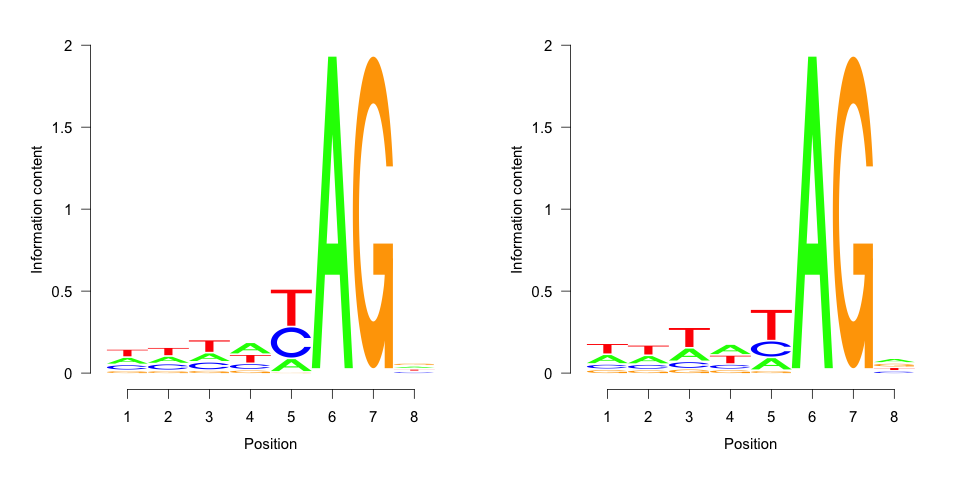 2
1.5
1
0.5
0
Information content
T T T A T A G G
A A A T C A
C C C C A T
G G G G C
1 2 3 4 5 6 7 8
Position
2
1.5
1
0.5
0
Information content
T T T A T A G A
A A A T C G
C C C C A T
G G G G G C
1 2 3 4 5 6 7 8
Position